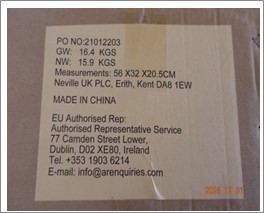 PO NO:21012203
GW: 16.4 KGS
NW: 15.9 KGS
Measurements: 56 X32 X20.5CM
Neville UK PLC, Erith, Kent DA8 1EW
MADE IN CHINA
EU Authorised Rep:
Authorised Representative Service
77 Camden Street Lower,
Dublin, D02 XE80, Ireland
Tel. +353 1903 6214
E-mail: info@arenquiries.com